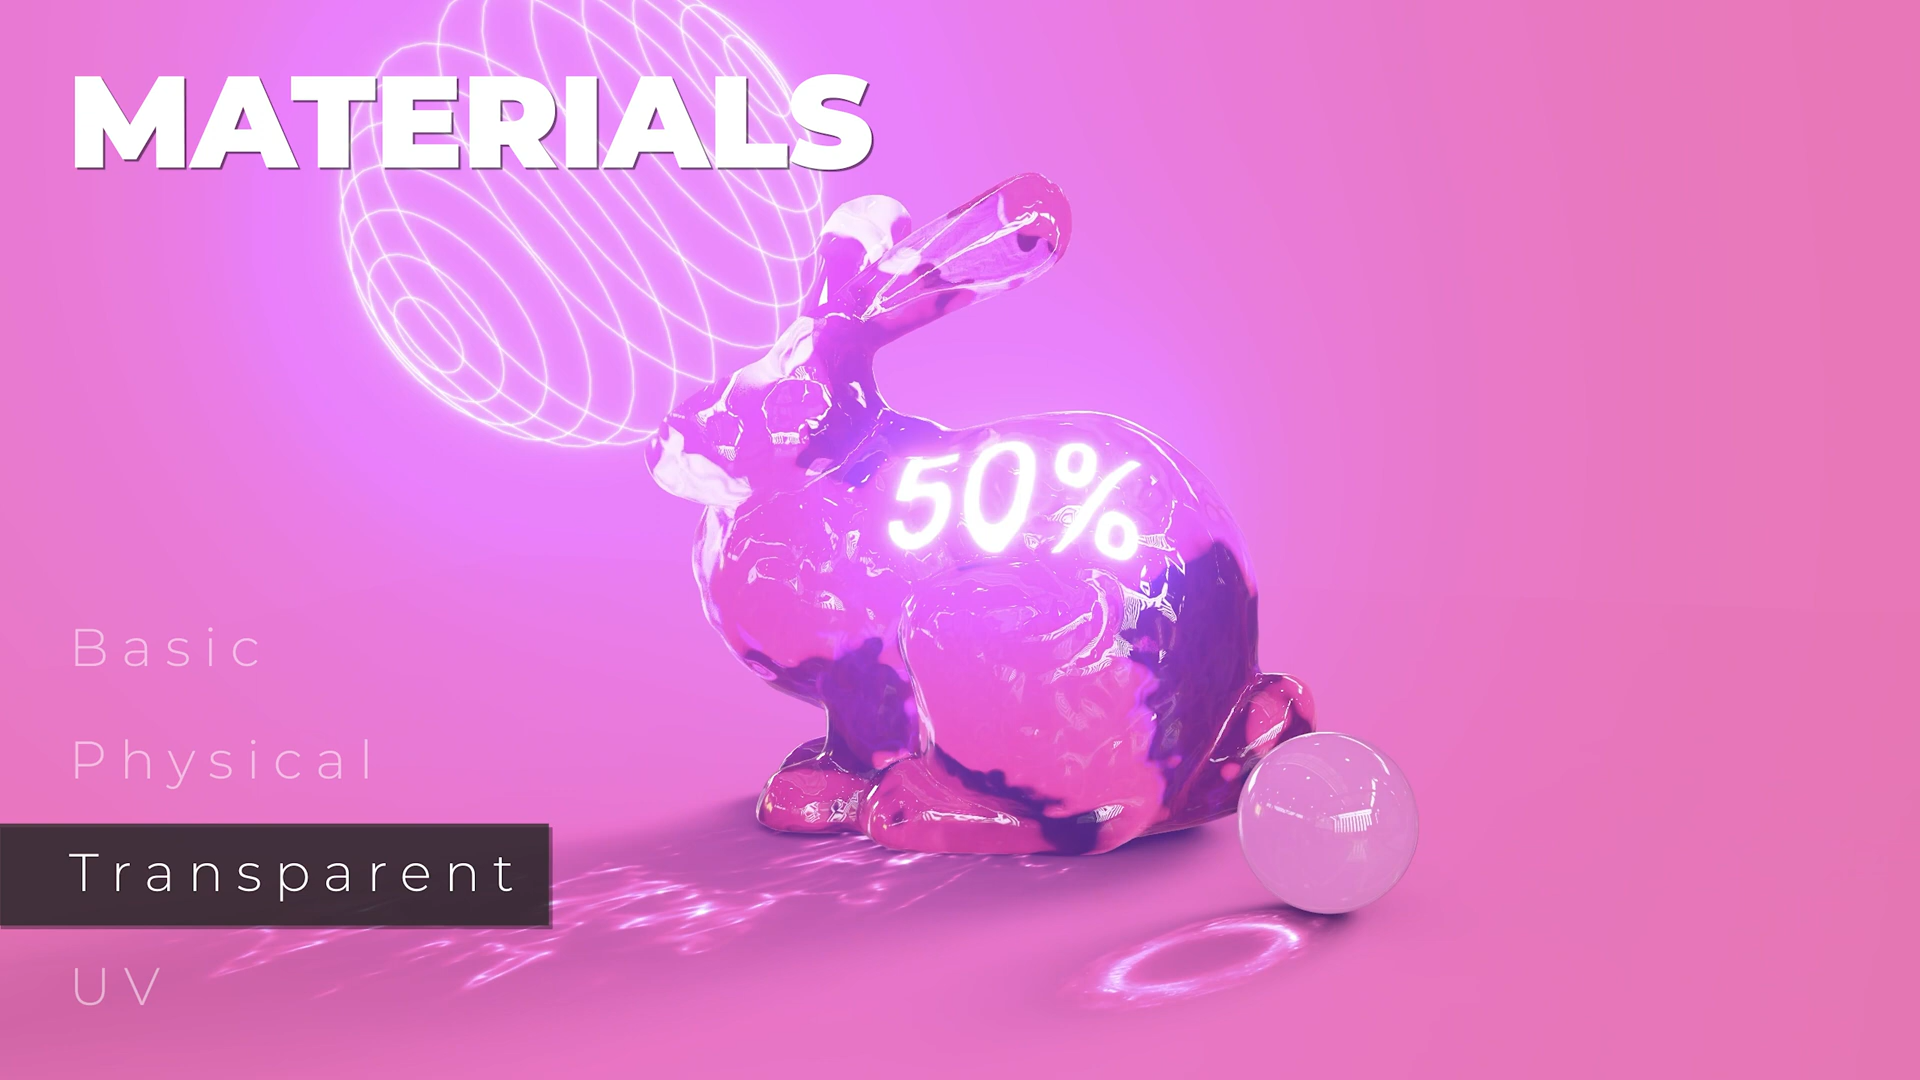 MATERIALS
50%
Basic
Physical
Transparent
UV